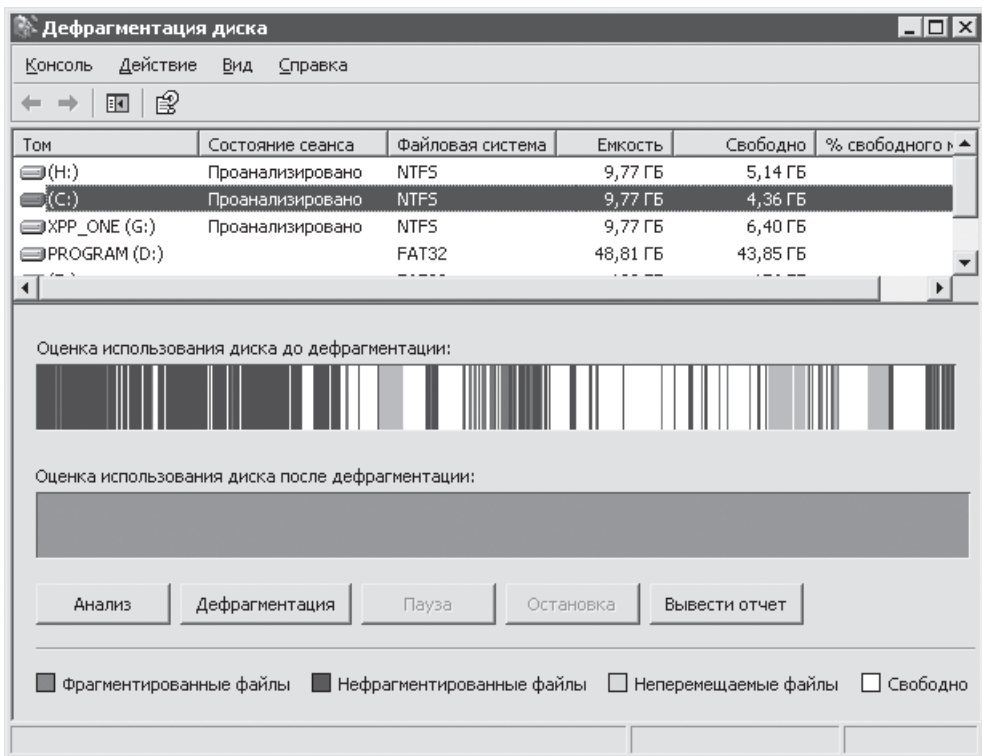 Дефрагментация диска
Консоль Действие Вид Справка
Том Состояние сеанса Файловая система Емкость Свободно % свободного
(H:) Проанализировано NTFS 9,77 ГБ 5,14 ГБ
(C:) Проанализировано NTFS 9,77 ГБ 4,36 ГБ
XPP_ONE (G:) Проанализировано NTFS 9,77 ГБ 6,40 ГБ
PROGRAM (D:) FAT32 48,81 ГБ 43,85 ГБ
Оценка использования диска до дефрагментации:
Оценка использования диска после дефрагментации:
Анализ Дефрагментация Пауза Остановка Вывести отчет
Фрагментированные файлы Нефрагментированные файлы Неперемещаемые файлы Свободно